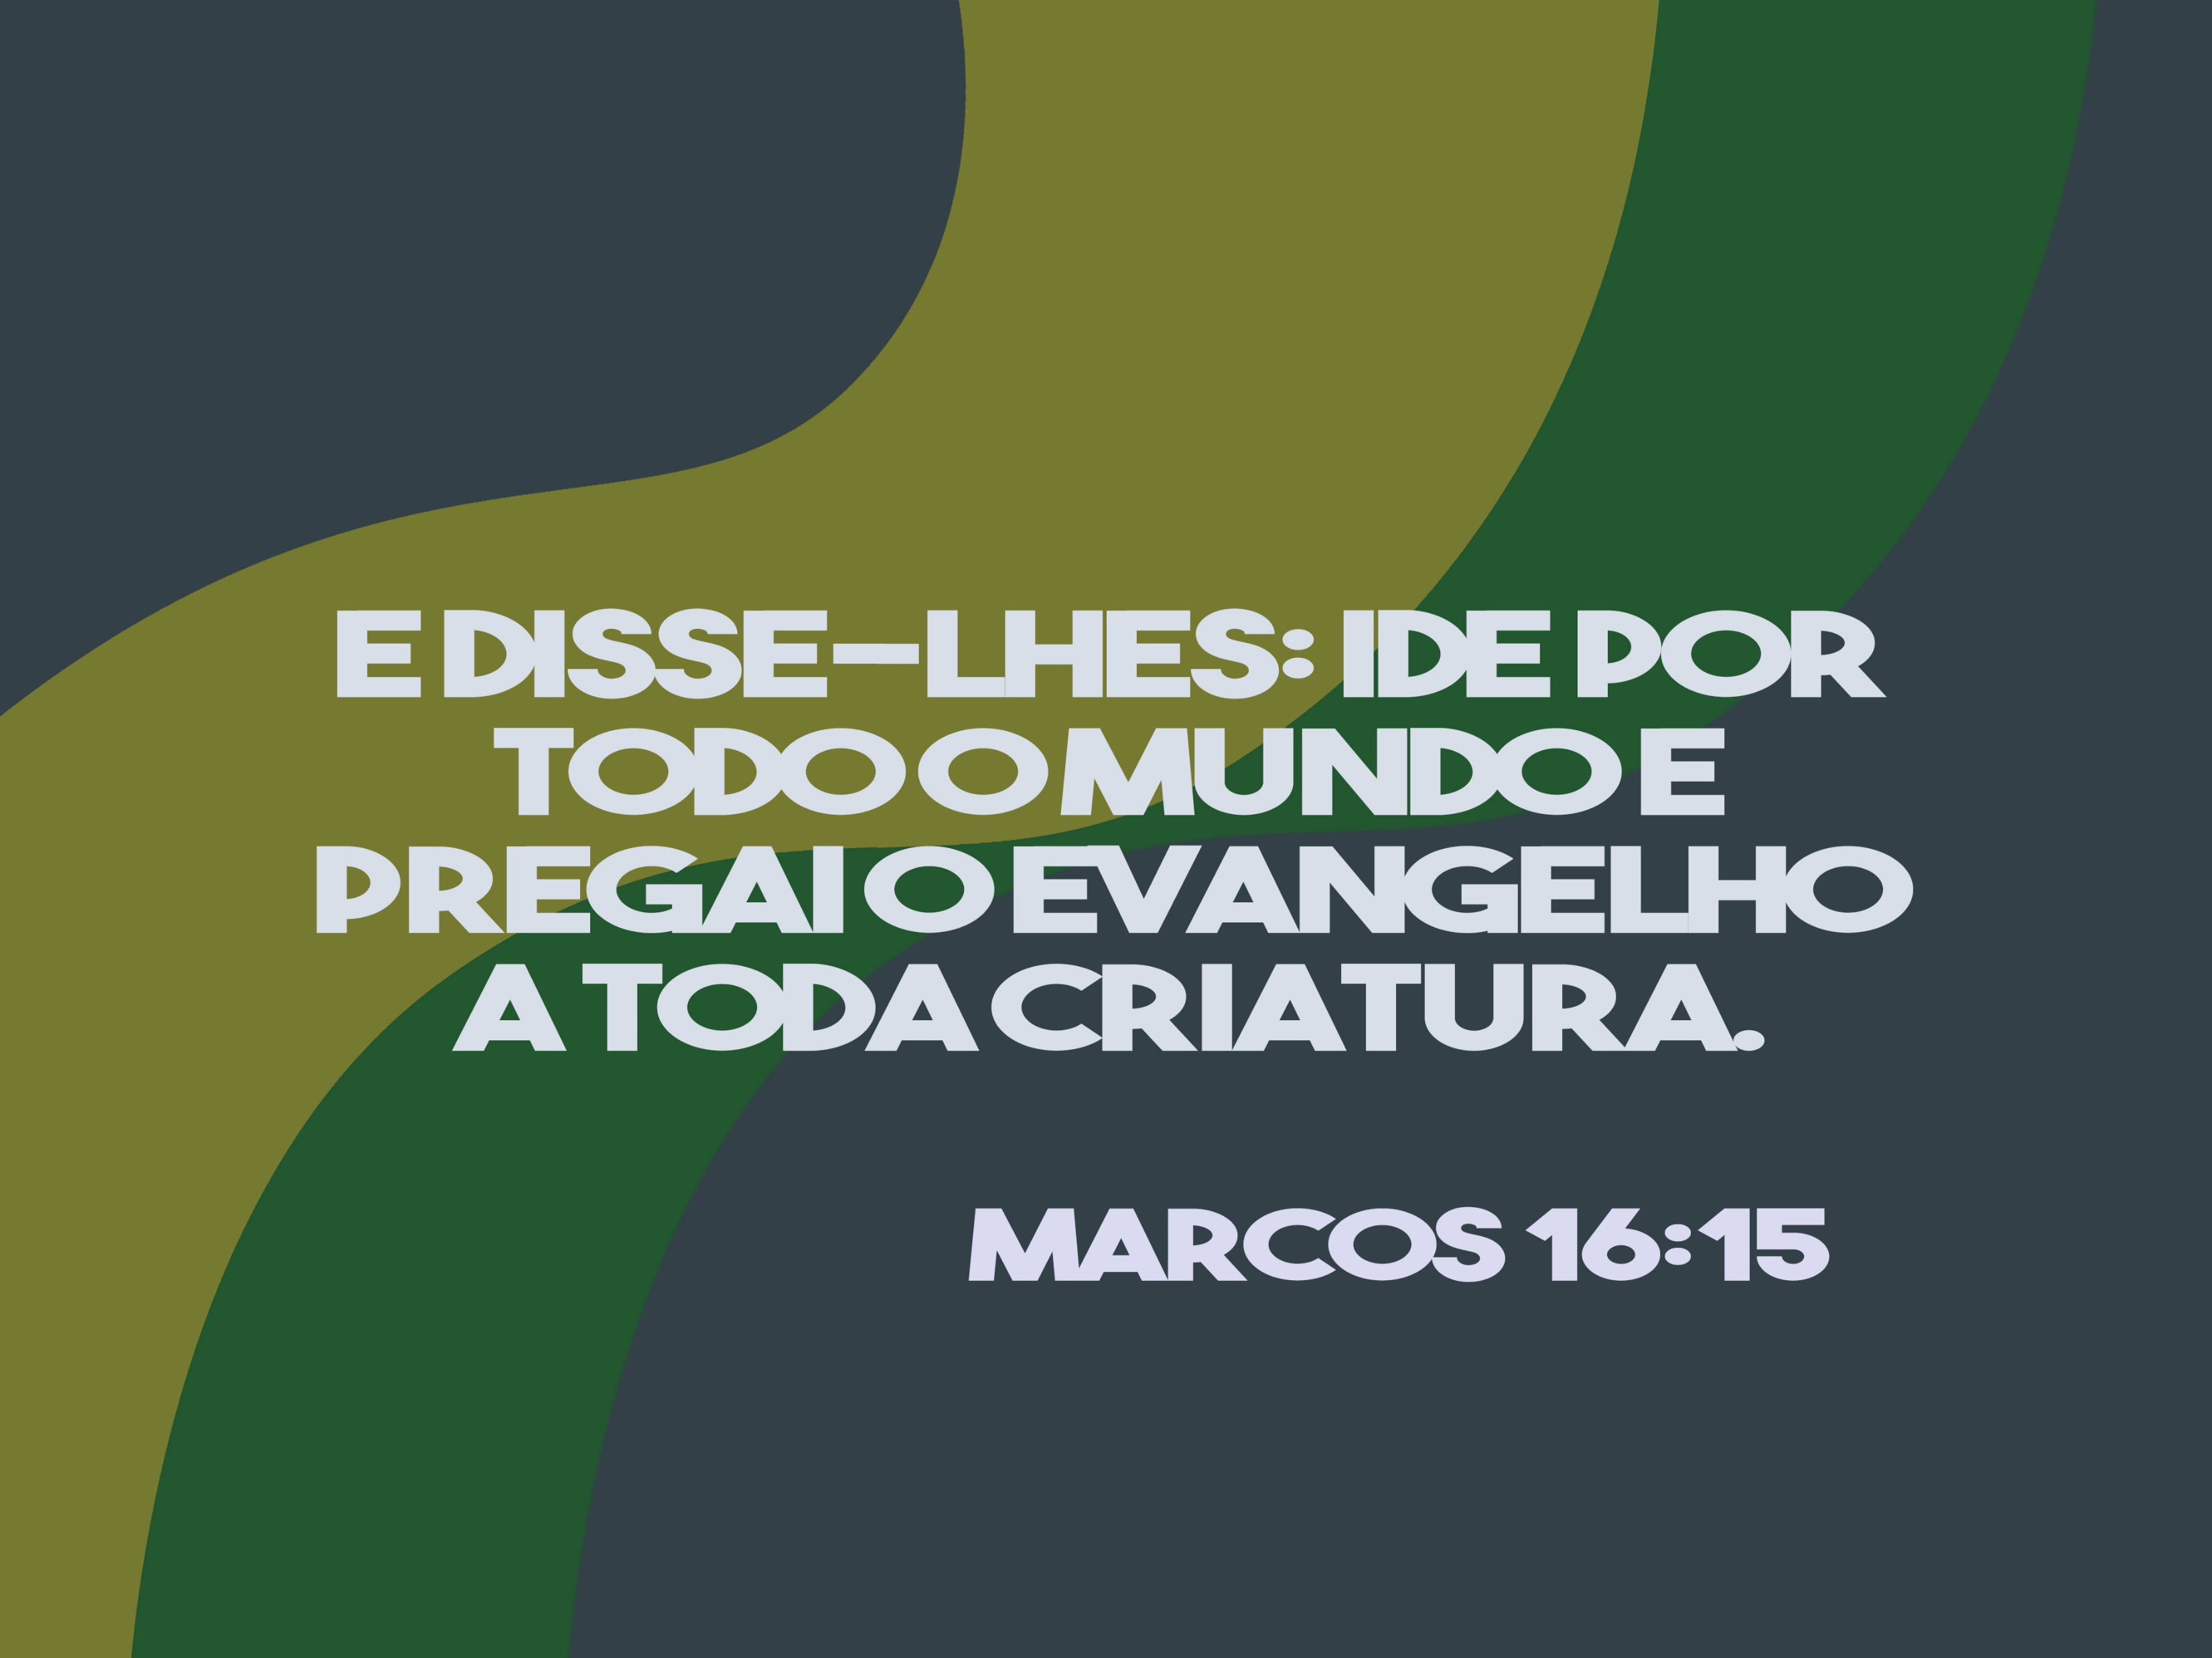 E DISSE-LHES: IDE POR
TODO O MUNDO E
PREGAI O EVANGELHO
A TODA CRIATURA.
MARCOS 16:15